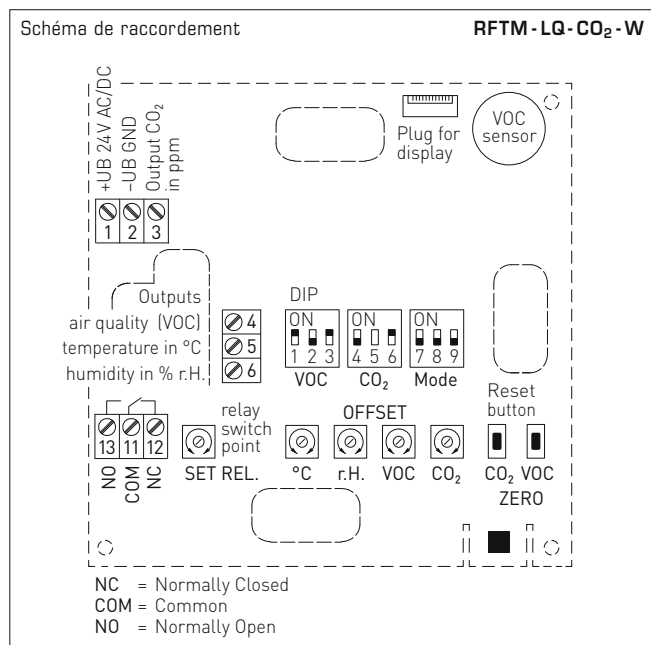 Schéma de raccordement RFTM - LQ - CO₂ - W
+UB 24V AC/DC
–UB GND
Output CO₂
in ppm
Plug for
display
VOC
sensor
1 2 3
Outputs
air quality (VOC)
temperature in °C
humidity in % r.H.
4
5
6
DIP
ON ON ON
1 2 3 4 5 6 7 8 9
VOC CO₂ Mode
relay
switch
point
OFFSET
Reset
button
13 11 12
NO
COM
NC
SET REL. °C r.H. VOC CO₂ CO₂ VOC
ZERO
NC = Normally Closed
COM = Common
NO = Normally Open